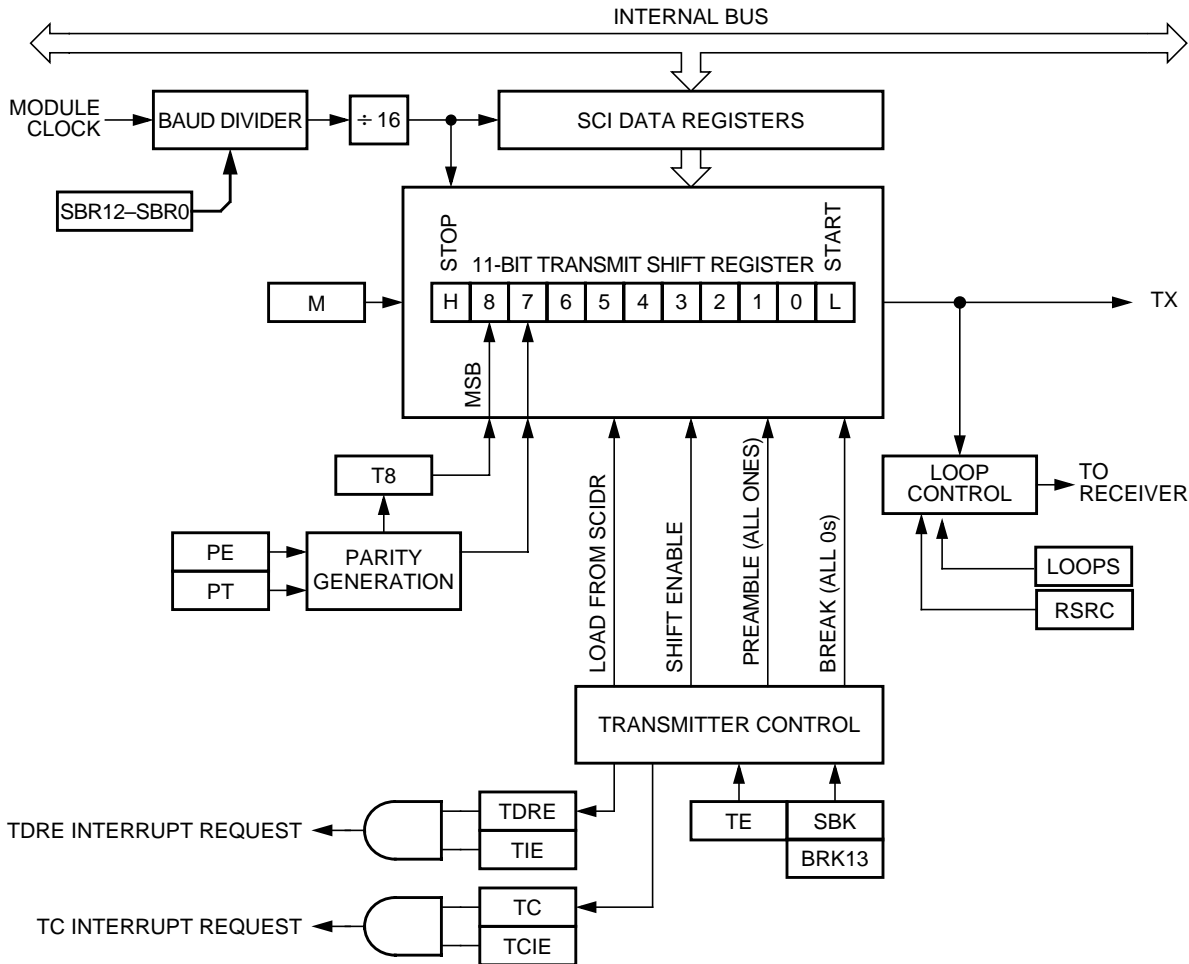 INTERNAL BUS
MODULE
CLOCK
BAUD DIVIDER
÷ 16
SCI DATA REGISTERS
SBR12–SBR0
STOP
11-BIT TRANSMIT SHIFT REGISTER
START
M
H 8 7 6 5 4 3 2 1 0 L
TX
MSB
T8
LOOP
CONTROL
TO
RECEIVER
PE
PT
PARITY
GENERATION
LOAD FROM SCIDR
SHIFT ENABLE
PREAMBLE (ALL ONES)
BREAK (ALL 0s)
LOOPS
RSRC
TRANSMITTER CONTROL
TDRE INTERRUPT REQUEST
TDRE
TIE
TE
SBK
BRK13
TC INTERRUPT REQUEST
TC
TCIE